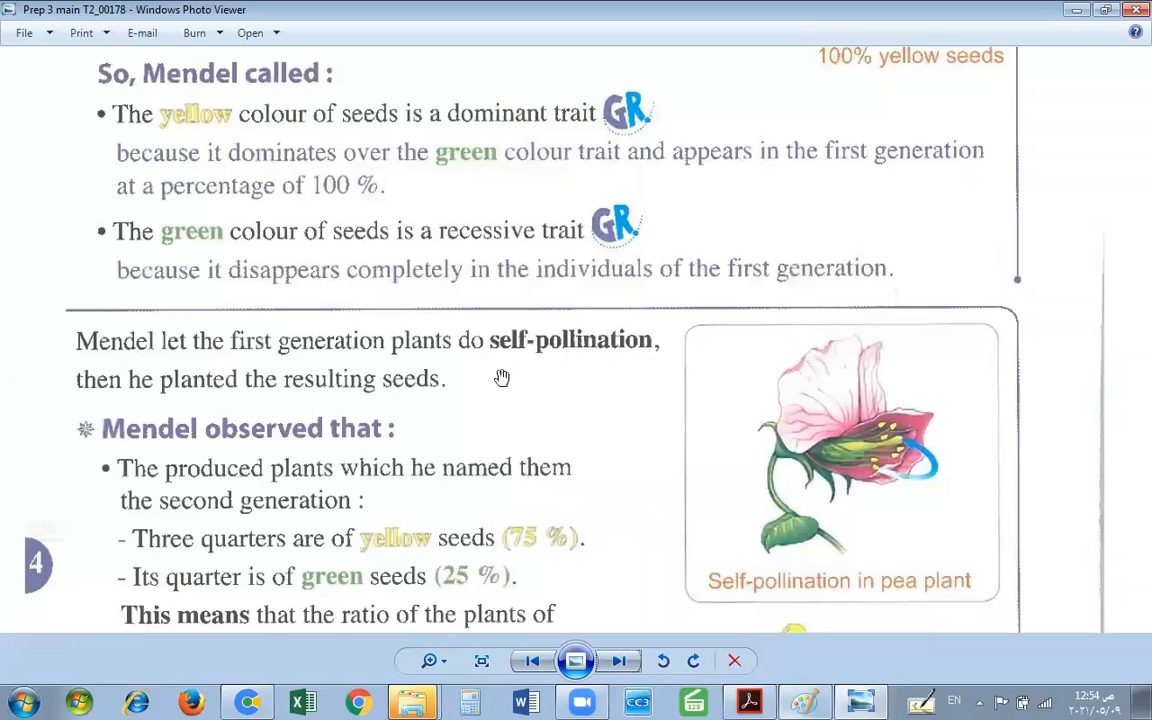 Prep 3 main T2_00178 - Windows Photo Viewer
File Print E-mail Burn Open
100% yellow seeds
So, Mendel called :
• The yellow colour of seeds is a dominant trait GR.
because it dominates over the green colour trait and appears in the first generation
at a percentage of 100 %.
• The green colour of seeds is a recessive trait GR.
because it disappears completely in the individuals of the first generation.
Mendel let the first generation plants do self-pollination,
then he planted the resulting seeds.
Mendel observed that :
• The produced plants which he named them
the second generation :
- Three quarters are of yellow seeds (75 %).
- Its quarter is of green seeds (25 %).
This means that the ratio of the plants of
4
Self-pollination in pea plant
CC3
123
EN
12:54 ص
٢٠٢١/٠٥/٠٩